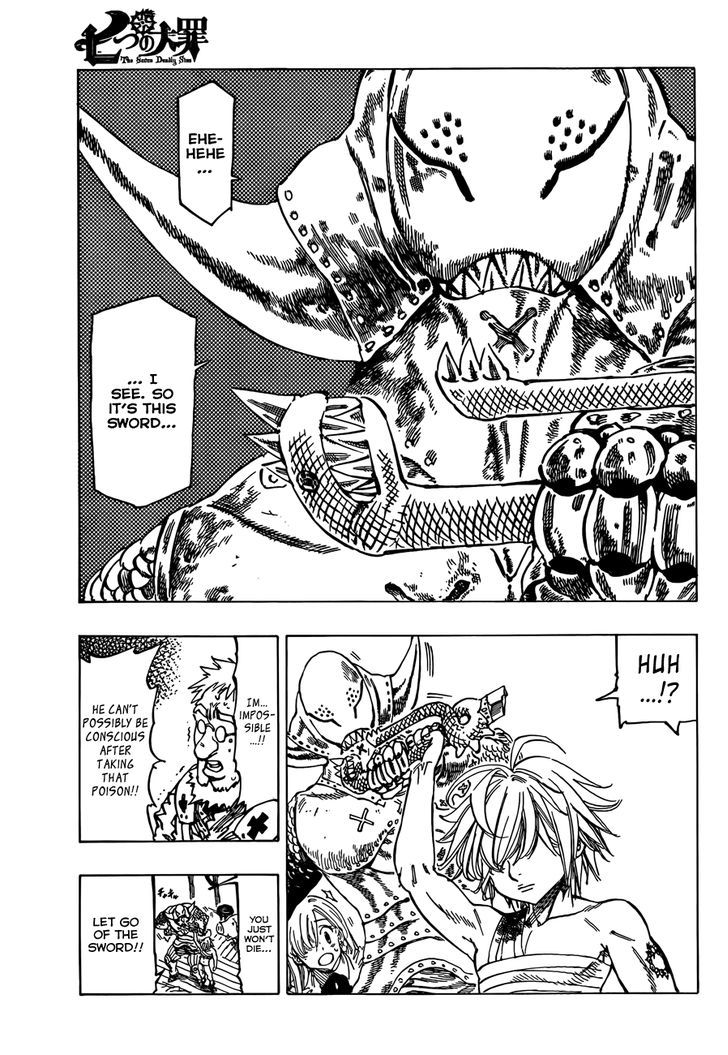 七つの大罪
The Seven Deadly Sins
EHE-
HEHE
...
... I
SEE. SO
IT'S THIS
SWORD...
HUH
....!?
IM...
IMPOS-
SIBLE
...!!
HE CAN'T
POSSIBLY BE
CONSCIOUS
AFTER
TAKING
THAT
POISON!!
YOU
JUST
WON'T
DIE...
LET GO
OF THE
SWORD!!